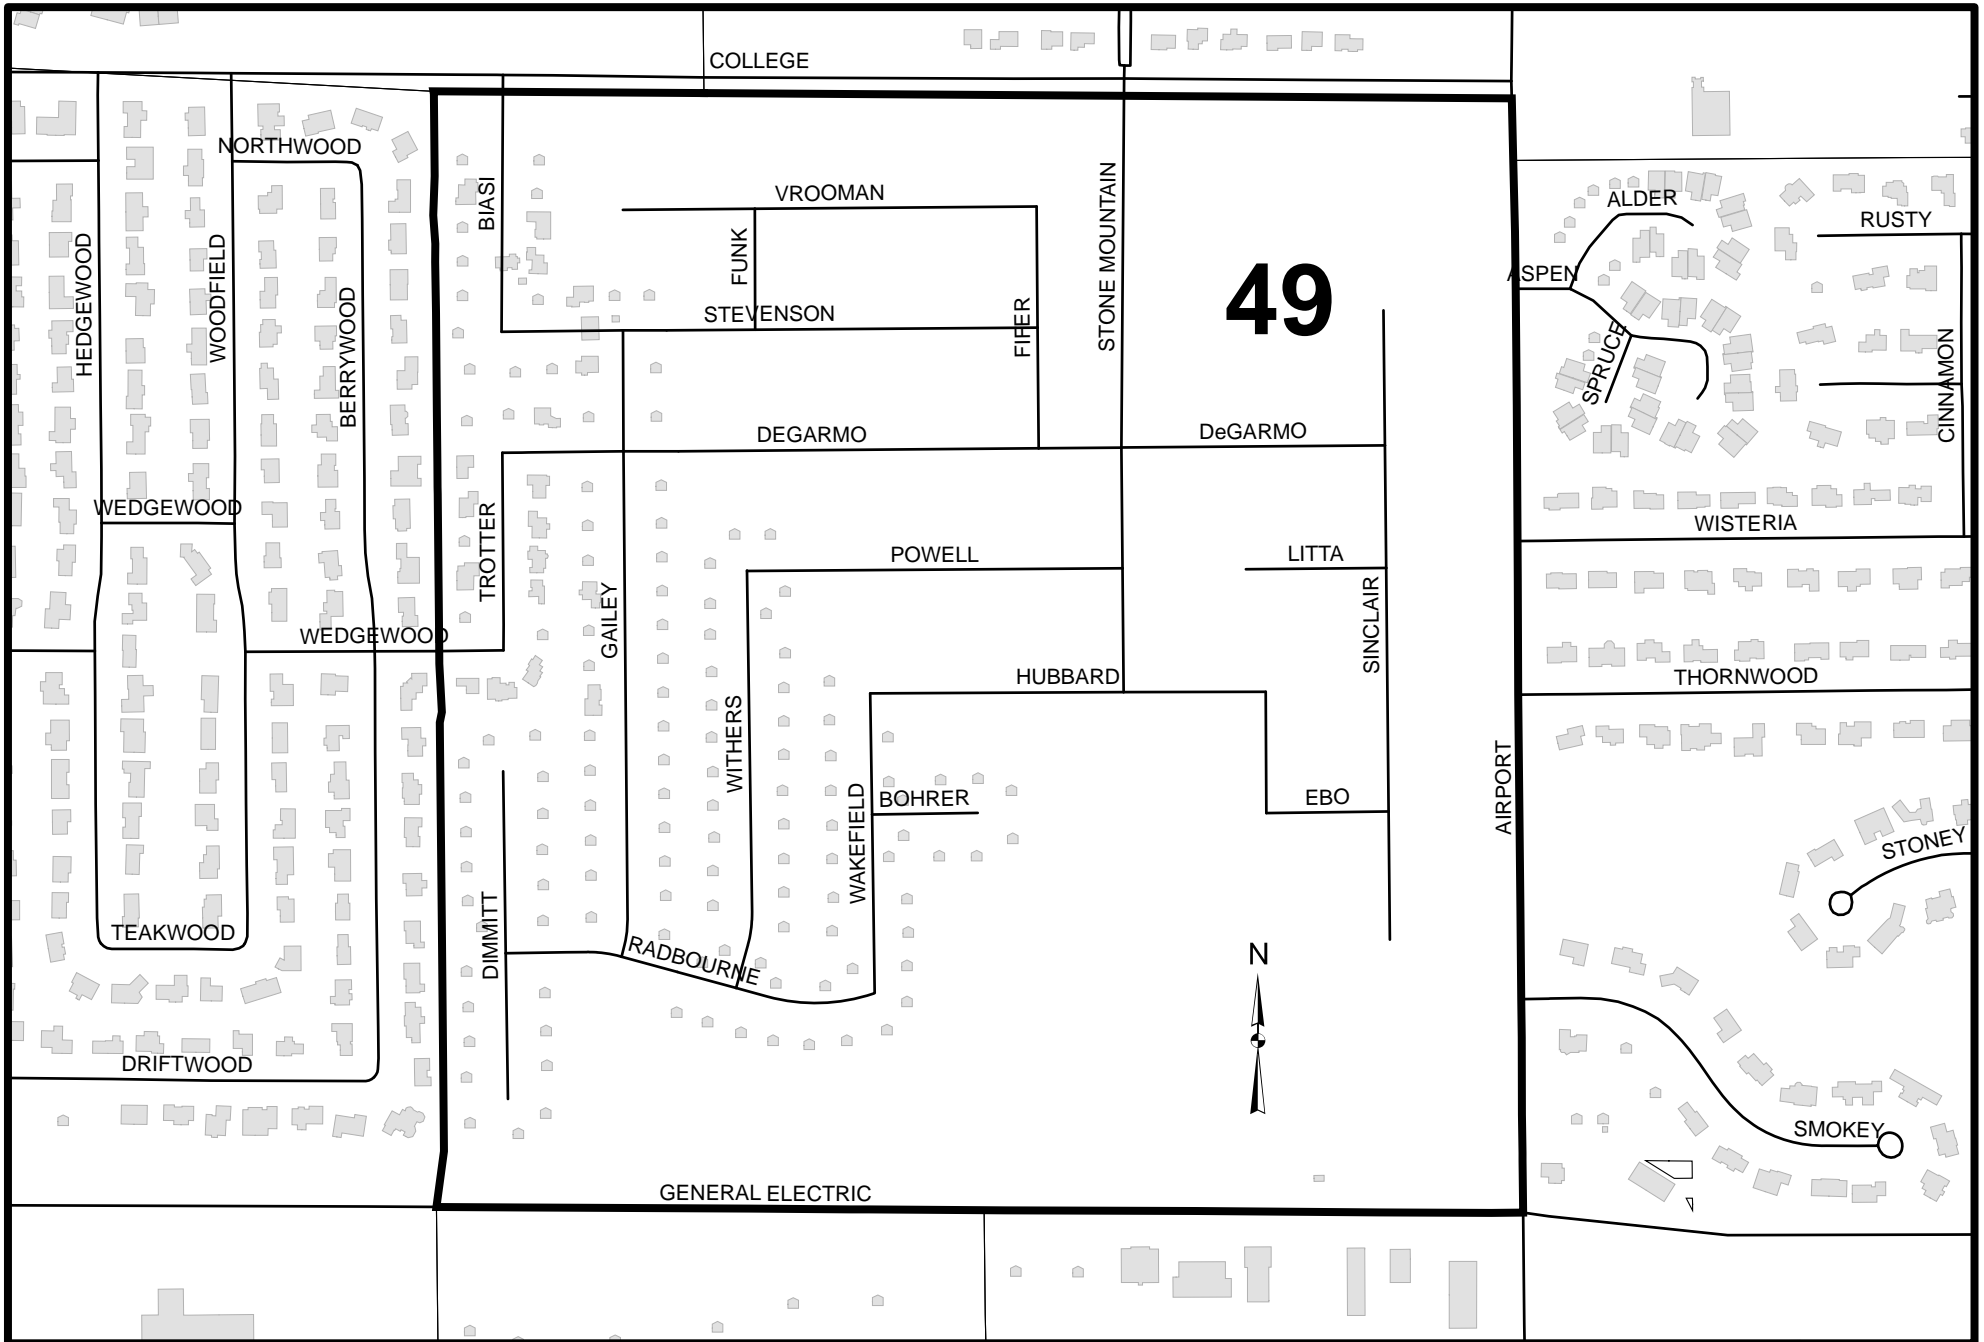 COLLEGE
NORTHWOOD
BIASI
VROOMAN
STONE MOUNTAIN
ALDER
RUSTY
HEDGEWOOD
WOODFIELD
BERRYWOOD
FUNK
49
ASPEN
STEVENSON
FIFER
SPRUCE
CINNAMON
DEGARMO
DeGARMO
WEDGEWOOD
TROTTER
WISTERIA
POWELL
LITTA
GAILEY
SINCLAIR
WEDGEWOOD
HUBBARD
THORNWOOD
WITHERS
WAKEFIELD
BOHRER
EBO
AIRPORT
STONEY
TEAKWOOD
DIMMITT
RADBOURNE
N
DRIFTWOOD
SMOKEY
GENERAL ELECTRIC